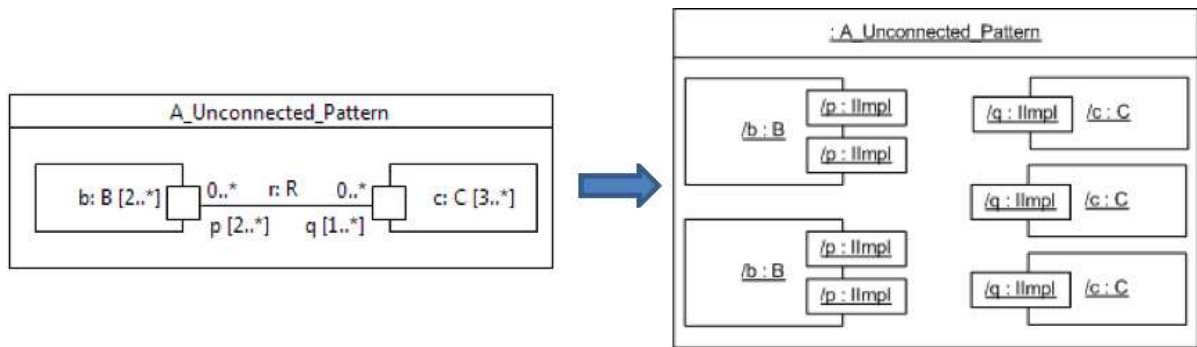 A_Unconnected_Pattern
b: B [2..*]
0..*
r: R
0..*
c: C [3..*]
p [2..*]
q [1..*]
: A_Unconnected_Pattern
/b : B
/p : IImpl
/p : IImpl
/q : IImpl
/c : C
/q : IImpl
/c : C
/b : B
/p : IImpl
/p : IImpl
/q : IImpl
/c : C